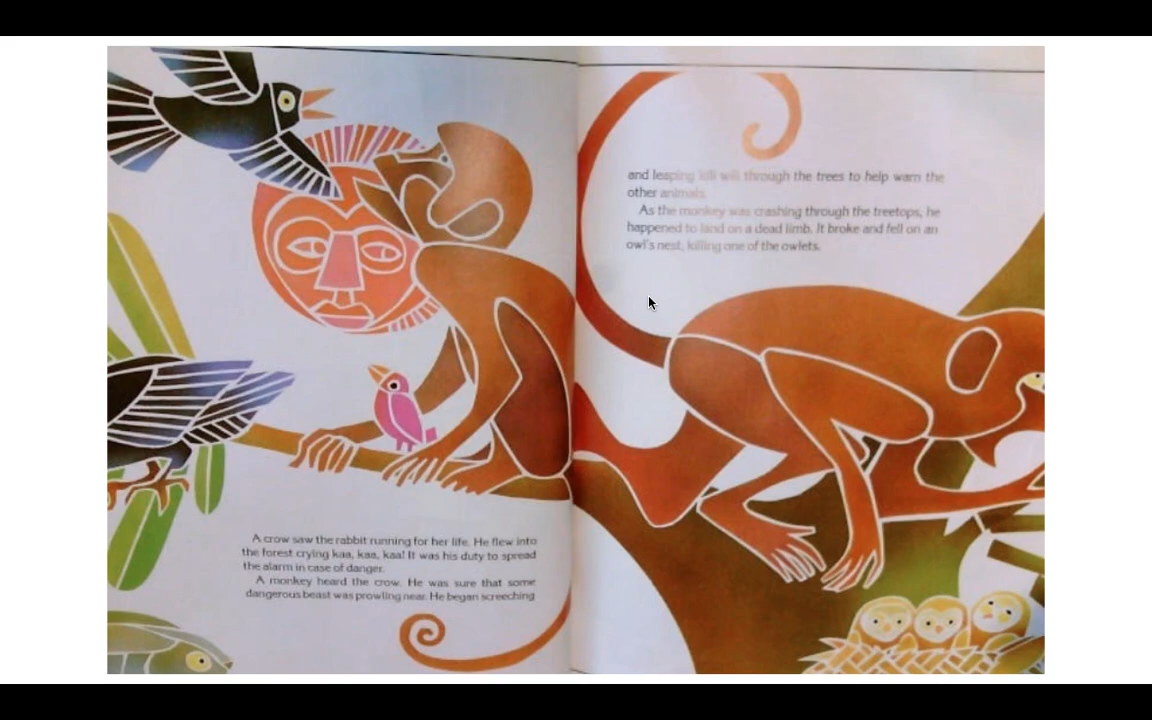 A crow saw the rabbit running for her life. He flew into
the forest crying kaa, kaa, kaa! It was his duty to spread
the alarm in case of danger.
A monkey heard the crow. He was sure that some
dangerous beast was prowling near. He began screeching
and leaping kili wili through the trees to help warn the
other animals.
As the monkey was crashing through the treetops, he
happened to land on a dead limb. It broke and fell on an
owl's nest, killing one of the owlets.